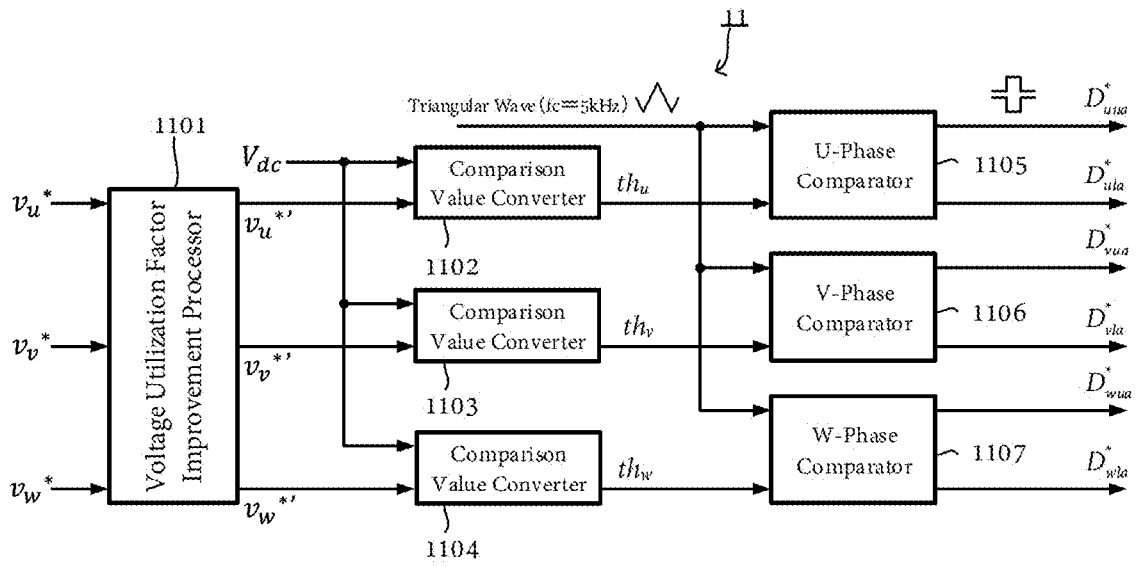 11
Triangular Wave (fc=5kHz)
1101
V_dc
Comparison
Value Converter
1102
th_u
U-Phase
Comparator
1105
D*_uua
D*_ula
v_u*
Voltage Utilization Factor
Improvement Processor
v_u*'
v_v*
v_v*'
Comparison
Value Converter
1103
th_v
V-Phase
Comparator
1106
D*_vua
D*_vla
v_w*
v_w*'
Comparison
Value Converter
1104
th_w
W-Phase
Comparator
1107
D*_wua
D*_wla